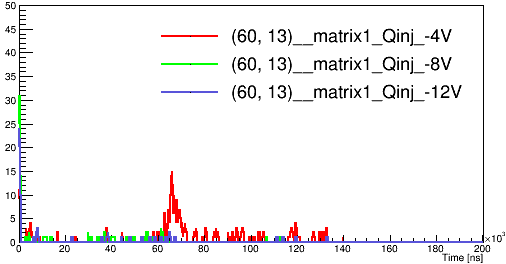 50
45
40
35
30
25
20
15
10
5
0
(60, 13)__matrix1_Qinj_-4V
(60, 13)__matrix1_Qinj_-8V
(60, 13)__matrix1_Qinj_-12V
0 20 40 60 80 100 120 140 160 180 200 ×10³
Time [ns]